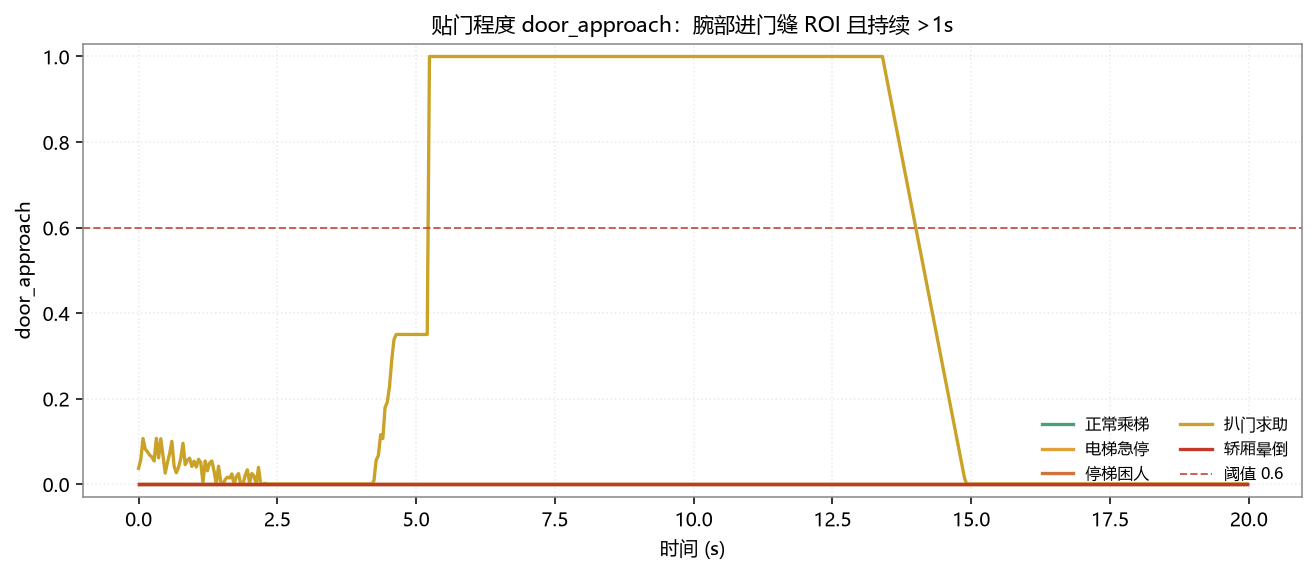 贴门程度 door_approach：腕部进门缝 ROI 且持续 >1s
door_approach
1.0
0.8
0.6
0.4
0.2
0.0
0.0 2.5 5.0 7.5 10.0 12.5 15.0 17.5 20.0
时间 (s)
正常乘梯 扒门求助
电梯急停 轿厢晕倒
停梯困人 阈值 0.6